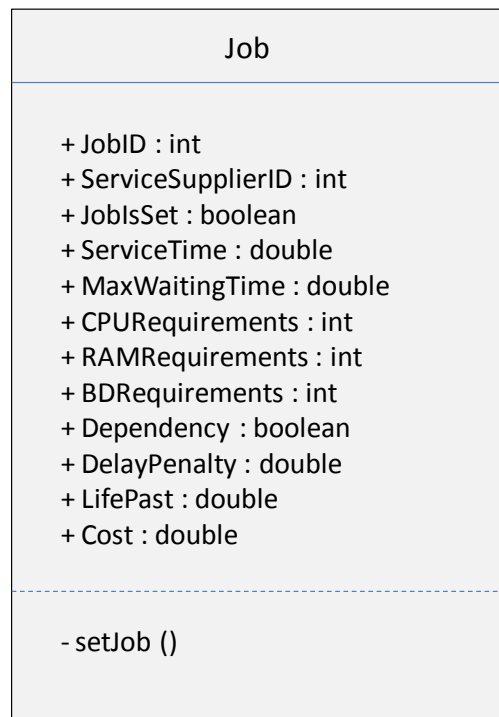 Job
+ JobID : int
+ ServiceSupplierID : int
+ JobIsSet : boolean
+ ServiceTime : double
+ MaxWaitingTime : double
+ CPURequirements : int
+ RAMRequirements : int
+ BDRequirements : int
+ Dependency : boolean
+ DelayPenalty : double
+ LifePast : double
+ Cost : double
- setJob ()